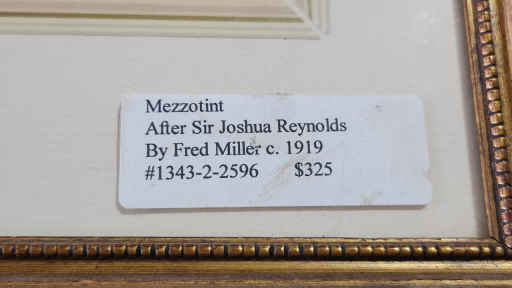 Mezzotint
After Sir Joshua Reynolds
By Fred Miller c. 1919
#1343-2-2596 $325